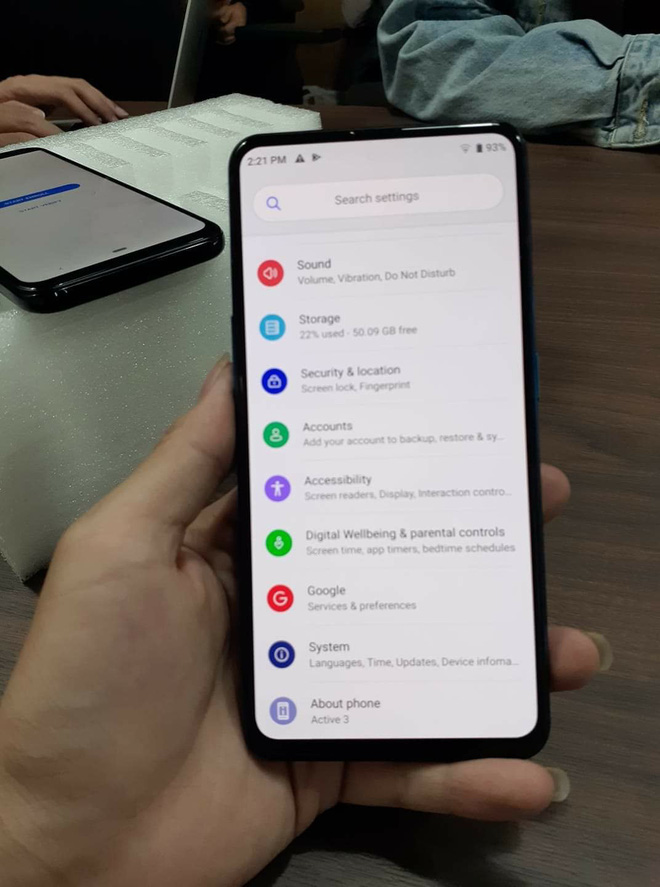 2:21 PM
93%
Search settings
Sound
Volume, Vibration, Do Not Disturb
Storage
22% used · 50.09 GB free
Security & location
Screen lock, Fingerprint
Accounts
Add your account to backup, restore & sy...
Accessibility
Screen readers, Display, Interaction contro...
Digital Wellbeing & parental controls
Screen time, app timers, bedtime schedules
Google
Services & preferences
System
Languages, Time, Updates, Device infoma...
About phone
Active 3